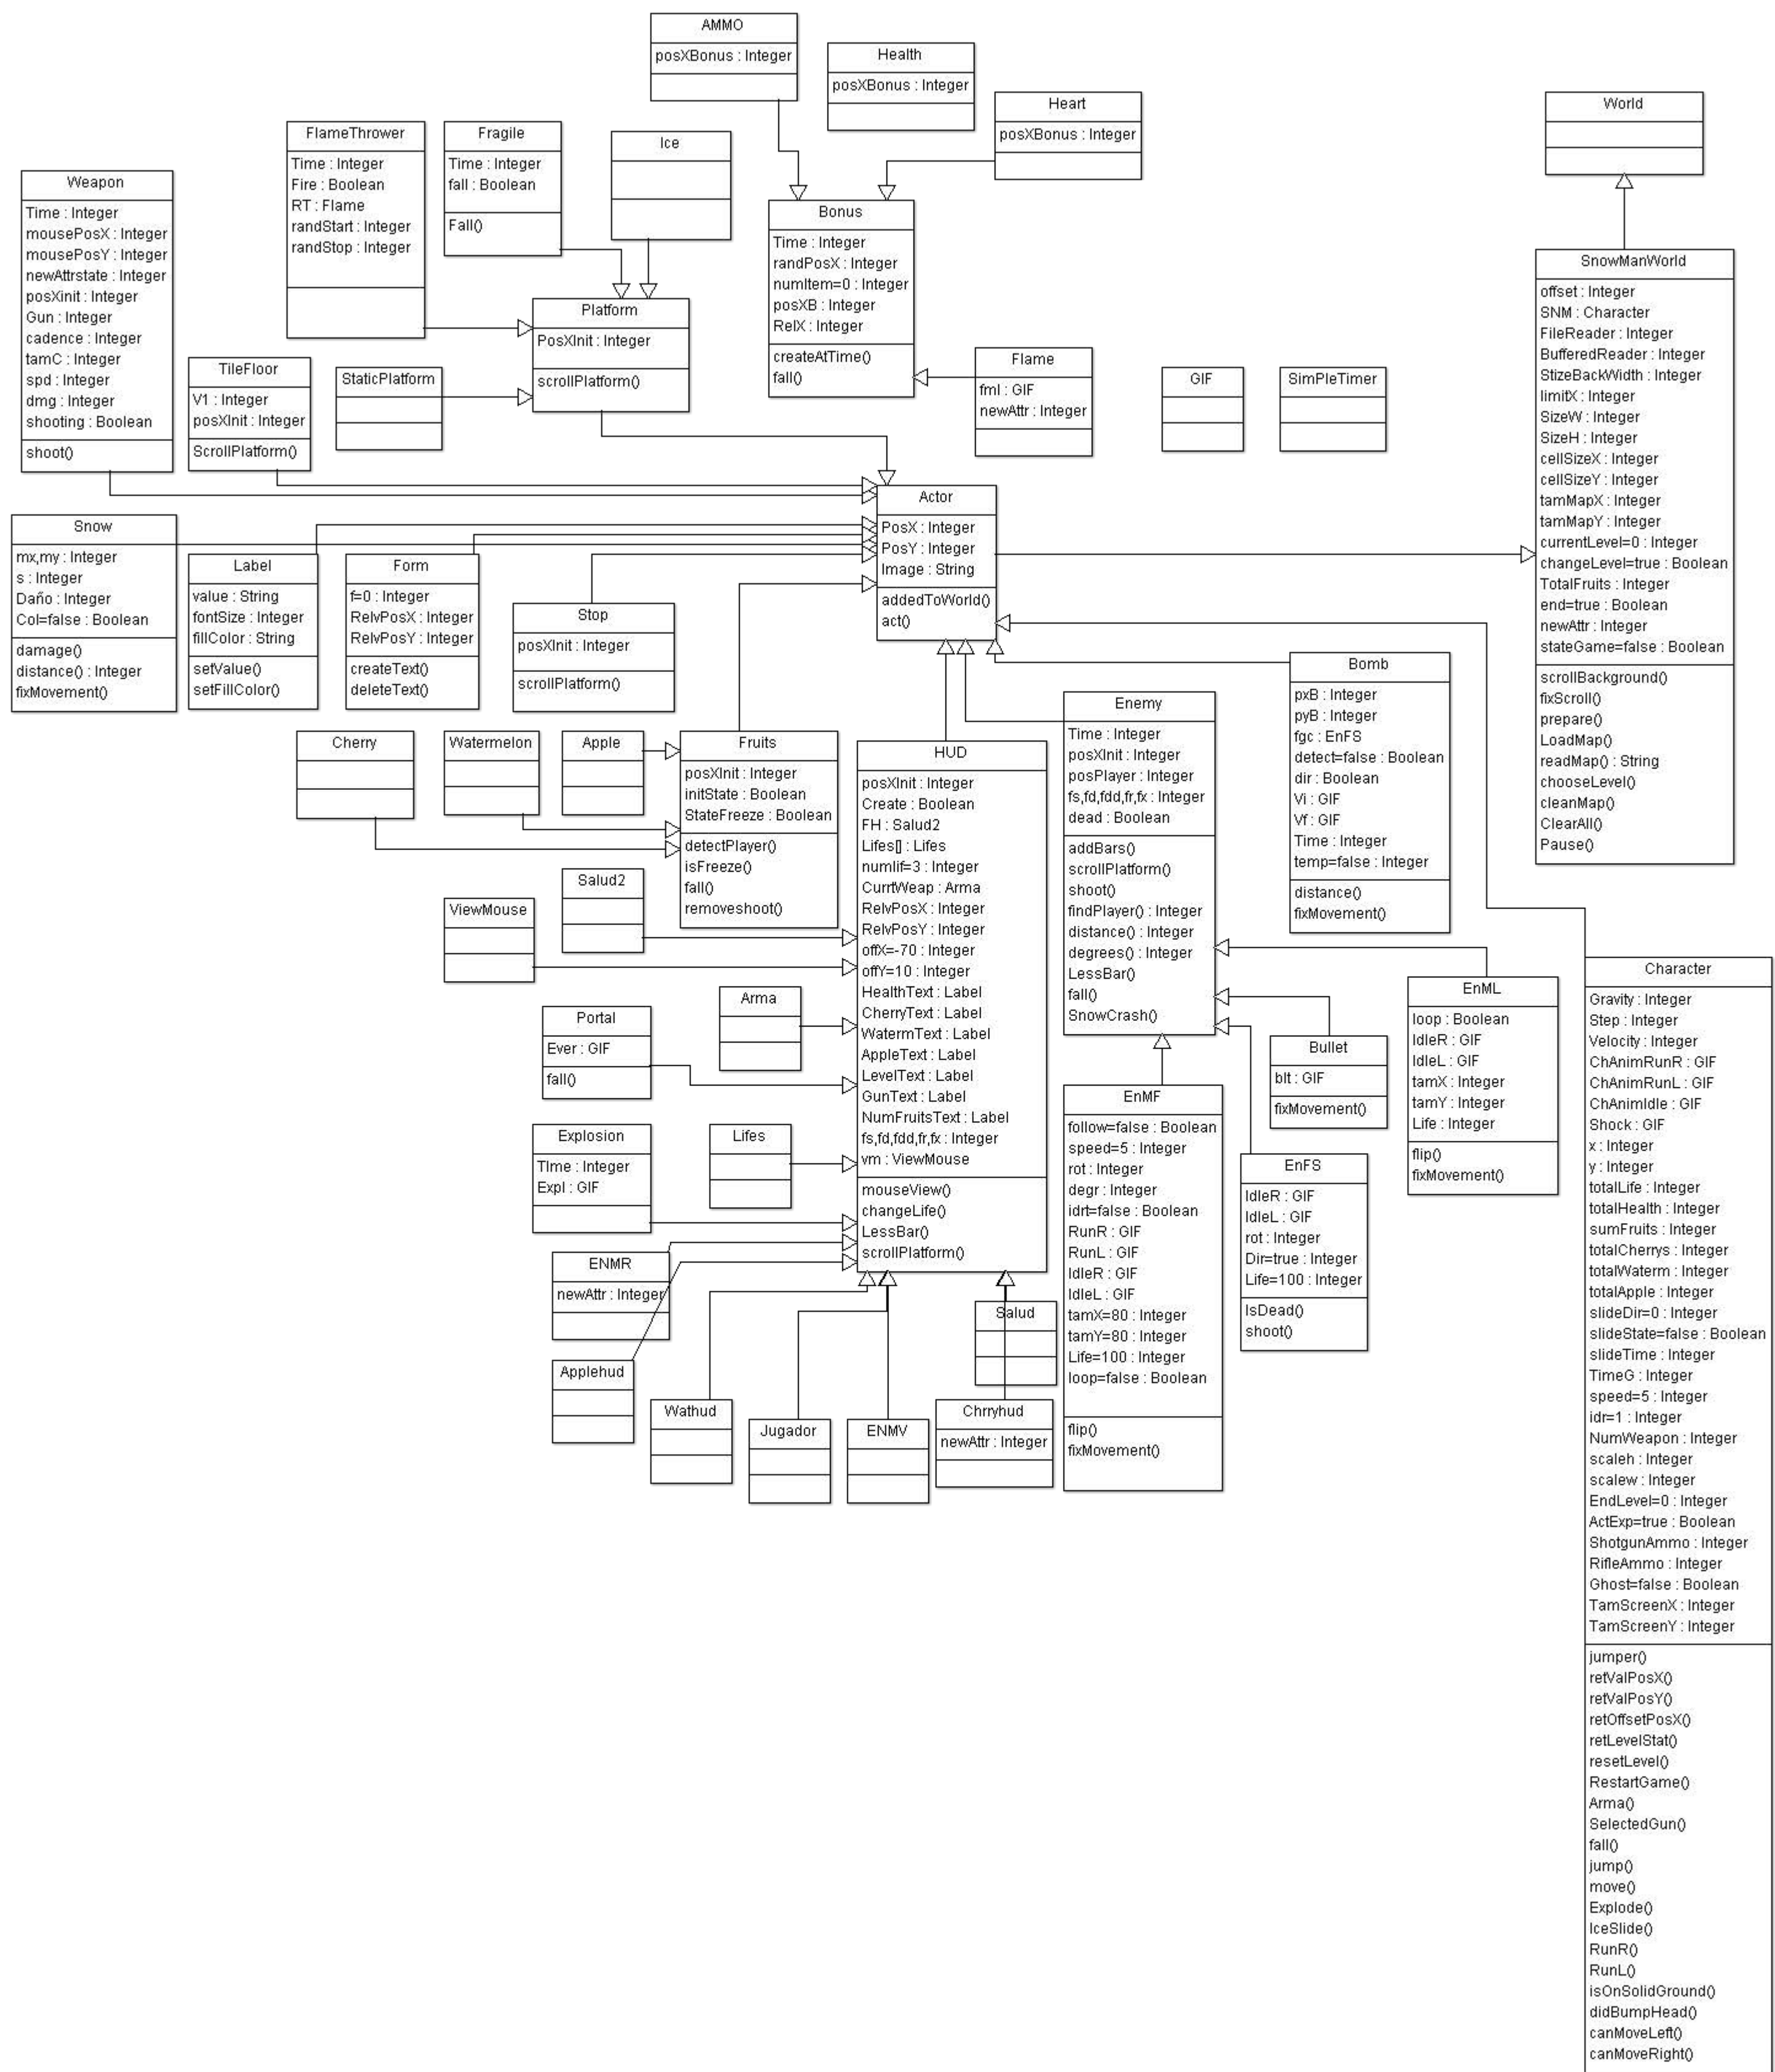 AMMO
posXBonus : Integer
Health
posXBonus : Integer
Heart
posXBonus : Integer
World
FlameThrower
Time : Integer
Fire : Boolean
RT : Flame
randStart : Integer
randStop : Integer
Fragile
Time : Integer
fall : Boolean
Fall()
Ice
Weapon
Time : Integer
mousePosX : Integer
mousePosY : Integer
newAttrstate : Integer
posXinit : Integer
Gun : Integer
cadence : Integer
tamC : Integer
spd : Integer
dmg : Integer
shooting : Boolean
shoot()
Bonus
Time : Integer
randPosX : Integer
numItem=0 : Integer
posXB : Integer
RelX : Integer
createAtTime()
fall()
SnowManWorld
offset : Integer
SNM : Character
FileReader : Integer
BufferedReader : Integer
StizeBackWidth : Integer
limitX : Integer
SizeW : Integer
SizeH : Integer
cellSizeX : Integer
cellSizeY : Integer
tamMapX : Integer
tamMapY : Integer
currentLevel=0 : Integer
changeLevel=true : Boolean
TotalFruits : Integer
end=true : Boolean
newAttr : Integer
stateGame=false : Boolean
scrollBackground()
fixScroll()
prepare()
LoadMap()
readMap() : String
chooseLevel()
cleanMap()
ClearAll()
Pause()
Platform
PosXInit : Integer
scrollPlatform()
TileFloor
V1 : Integer
posXInit : Integer
ScrollPlatform()
StaticPlatform
Flame
fml : GIF
newAttr : Integer
GIF
SimPleTimer
Actor
PosX : Integer
PosY : Integer
Image : String
addedToWorld()
act()
Snow
mx,my : Integer
s : Integer
Daño : Integer
Col=false : Boolean
damage()
distance() : Integer
fixMovement()
Label
value : String
fontSize : Integer
fillColor : String
setValue()
setFillColor()
Form
f=0 : Integer
RelvPosX : Integer
RelvPosY : Integer
createText()
deleteText()
Stop
posXInit : Integer
scrollPlatform()
Bomb
pxB : Integer
pyB : Integer
fgc : EnFS
detect=false : Boolean
dir : Boolean
Vi : GIF
Vf : GIF
Time : Integer
temp=false : Integer
distance()
fixMovement()
Enemy
Time : Integer
posXInit : Integer
posPlayer : Integer
fs,fd,fdd,fr,fx : Integer
dead : Boolean
addBars()
scrollPlatform()
shoot()
findPlayer() : Integer
distance() : Integer
degrees() : Integer
LessBar()
fall()
SnowCrash()
Cherry
Watermelon
Apple
Fruits
posXInit : Integer
initState : Boolean
StateFreeze : Boolean
detectPlayer()
isFreeze()
fall()
removeshoot()
HUD
posXInit : Integer
Create : Boolean
FH : Salud2
Lifes[] : Lifes
numlif=3 : Integer
CurrtWeap : Arma
RelvPosX : Integer
RelvPosY : Integer
offX=-70 : Integer
offY=10 : Integer
HealthText : Label
CherryText : Label
WatermText : Label
AppleText : Label
LevelText : Label
GunText : Label
NumFruitsText : Label
fs,fd,fdd,fr,fx : Integer
vm : ViewMouse
mouseView()
changeLife()
LessBar()
scrollPlatform()
Salud2
ViewMouse
Arma
Portal
Ever : GIF
fall()
Explosion
TIme : Integer
Expl : GIF
Lifes
ENMR
newAttr : Integer
Applehud
Wathud
Jugador
ENMV
Salud
Chrryhud
newAttr : Integer
EnMF
follow=false : Boolean
speed=5 : Integer
rot : Integer
degr : Integer
idrt=false : Boolean
RunR : GIF
RunL : GIF
IdleR : GIF
IdleL : GIF
tamX=80 : Integer
tamY=80 : Integer
Life=100 : Integer
loop=false : Boolean
flip()
fixMovement()
EnFS
IdleR : GIF
IdleL : GIF
rot : Integer
Dir=true : Integer
Life=100 : Integer
IsDead()
shoot()
Bullet
blt : GIF
fixMovement()
EnML
loop : Boolean
IdleR : GIF
IdleL : GIF
tamX : Integer
tamY : Integer
Life : Integer
flip()
fixMovement()
Character
Gravity : Integer
Step : Integer
Velocity : Integer
ChAnimRunR : GIF
ChAnimRunL : GIF
ChAnimIdle : GIF
Shock : GIF
x : Integer
y : Integer
totalLife : Integer
totalHealth : Integer
sumFruits : Integer
totalCherrys : Integer
totalWaterm : Integer
totalApple : Integer
slideDir=0 : Integer
slideState=false : Boolean
slideTime : Integer
TimeG : Integer
speed=5 : Integer
idr=1 : Integer
NumWeapon : Integer
scaleh : Integer
scalew : Integer
EndLevel=0 : Integer
ActExp=true : Boolean
ShotgunAmmo : Integer
RifleAmmo : Integer
Ghost=false : Boolean
TamScreenX : Integer
TamScreenY : Integer
jumper()
retValPosX()
retValPosY()
retOffsetPosX()
retLevelStat()
resetLevel()
RestartGame()
Arma()
SelectedGun()
fall()
jump()
move()
Explode()
IceSlide()
RunR()
RunL()
isOnSolidGround()
didBumpHead()
canMoveLeft()
canMoveRight()